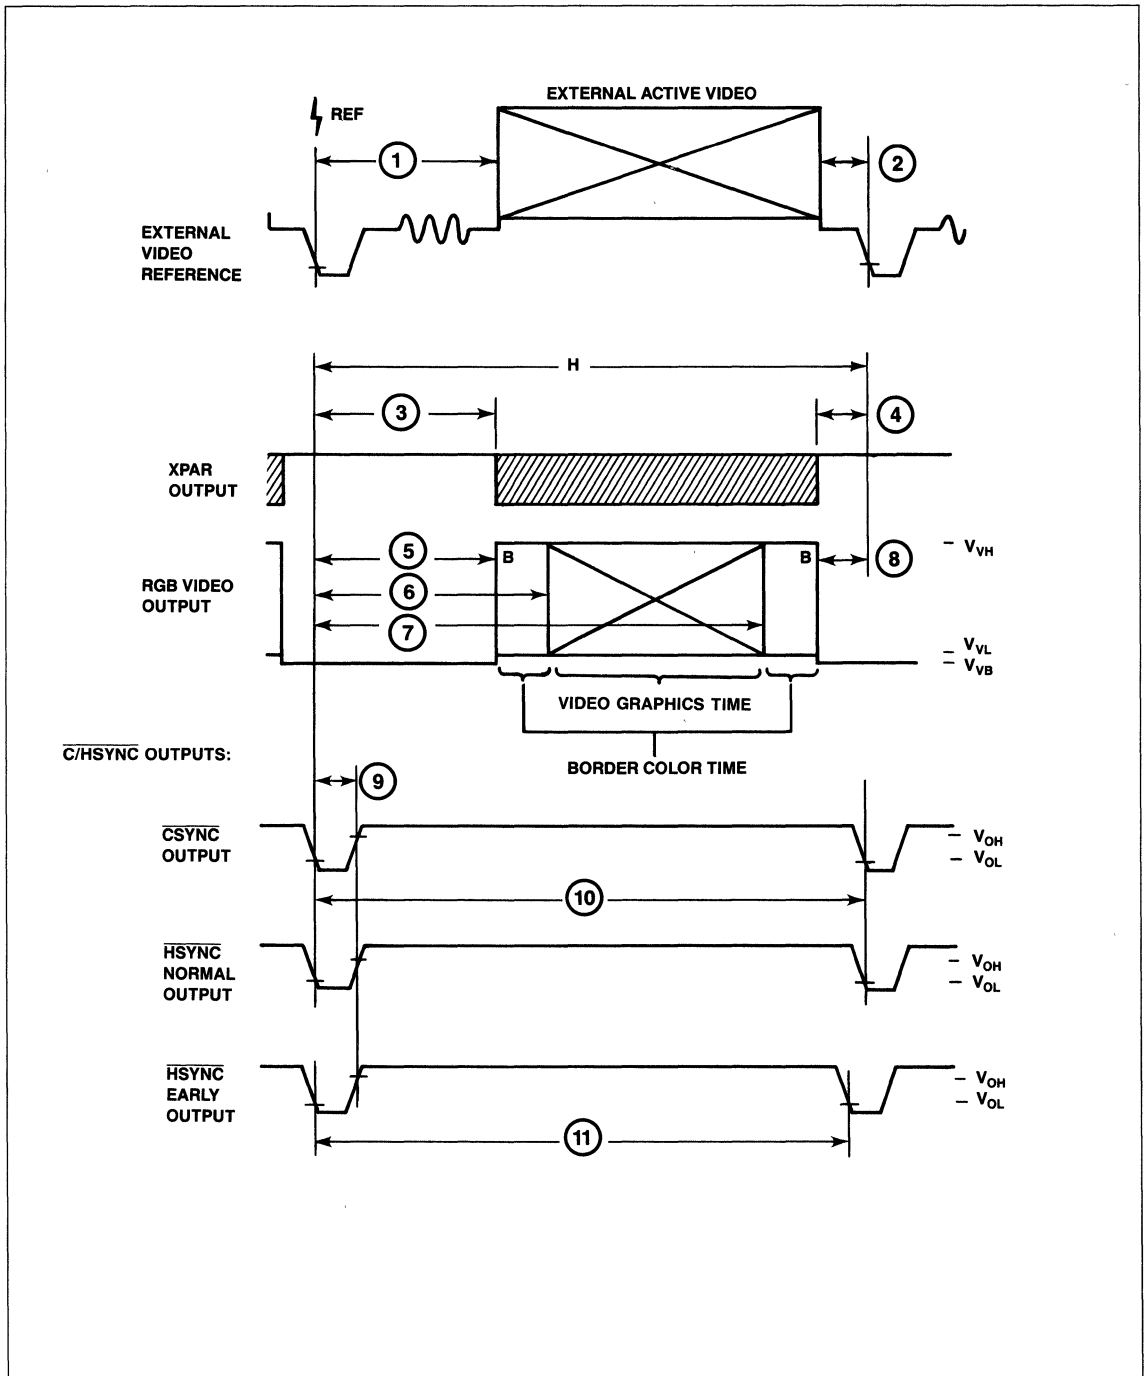 EXTERNAL ACTIVE VIDEO
REF
1
2
EXTERNAL
VIDEO
REFERENCE
H
3
4
XPAR
OUTPUT
5
B
B
8
V_VH
6
RGB VIDEO
OUTPUT
7
V_VL
V_VB
VIDEO GRAPHICS TIME
C/HSYNC OUTPUTS:
BORDER COLOR TIME
9
CSYNC
OUTPUT
V_OH
V_OL
10
HSYNC
NORMAL
OUTPUT
V_OH
V_OL
HSYNC
EARLY
OUTPUT
V_OH
V_OL
11